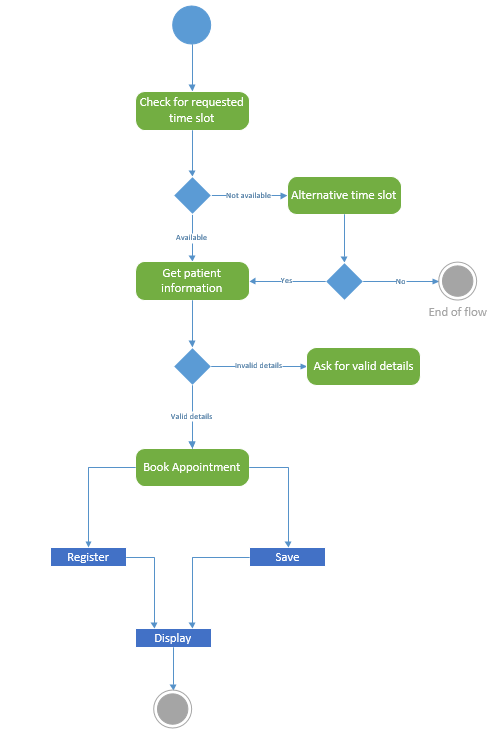 Check for requested
time slot
Not available
Alternative time slot
Available
Get patient
information
Yes
No
End of flow
Invalid details
Ask for valid details
Valid details
Book Appointment
Register
Save
Display